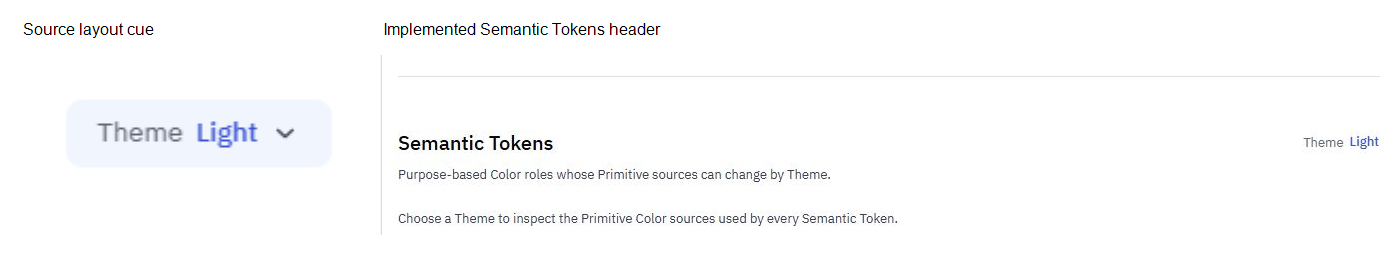 Source layout cue
Implemented Semantic Tokens header
Theme Light
Semantic Tokens
Theme Light
Purpose-based Color roles whose Primitive sources can change by Theme.
Choose a Theme to inspect the Primitive Color sources used by every Semantic Token.